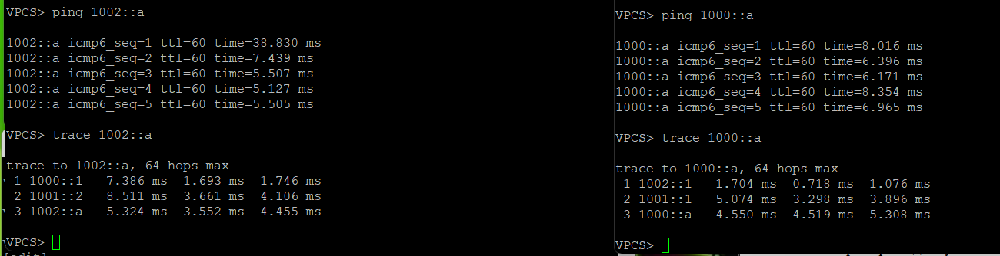 VPCS> ping 1002::a
1002::a icmp6_seq=1 ttl=60 time=38.830 ms
1002::a icmp6_seq=2 ttl=60 time=7.439 ms
1002::a icmp6_seq=3 ttl=60 time=5.507 ms
1002::a icmp6_seq=4 ttl=60 time=5.127 ms
1002::a icmp6_seq=5 ttl=60 time=5.505 ms
VPCS> trace 1002::a
trace to 1002::a, 64 hops max
1 1000::1 7.386 ms 1.693 ms 1.746 ms
2 1001::2 8.511 ms 3.661 ms 4.106 ms
3 1002::a 5.324 ms 3.552 ms 4.455 ms
VPCS>
VPCS> ping 1000::a
1000::a icmp6_seq=1 ttl=60 time=8.016 ms
1000::a icmp6_seq=2 ttl=60 time=6.396 ms
1000::a icmp6_seq=3 ttl=60 time=6.171 ms
1000::a icmp6_seq=4 ttl=60 time=8.354 ms
1000::a icmp6_seq=5 ttl=60 time=6.965 ms
VPCS> trace 1000::a
trace to 1000::a, 64 hops max
1 1002::1 1.704 ms 0.718 ms 1.076 ms
2 1001::1 5.074 ms 3.298 ms 3.896 ms
3 1000::a 4.550 ms 4.519 ms 5.308 ms
VPCS>